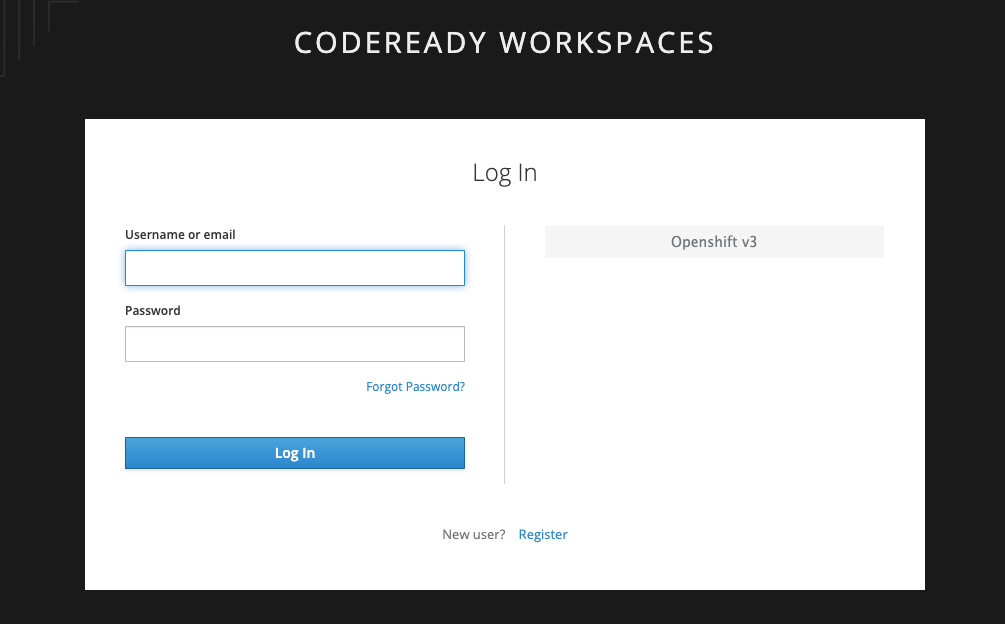 CODEREADY WORKSPACES
Log In
Username or email
Password
Forgot Password?
Log In
Openshift v3
New user? Register